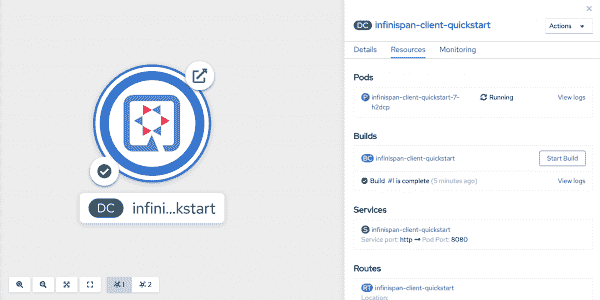 DC infini...kstart
1
2
DC infinispan-client-quickstart
Actions
Details Resources Monitoring
Pods
P infinispan-client-quickstart-7-
h2dcp
Running
View logs
Builds
BC infinispan-client-quickstart
Start Build
Build #1 is complete (5 minutes ago)
View logs
Services
S infinispan-client-quickstart
Service port: http → Pod Port: 8080
Routes
RT infinispan-client-quickstart
Location: